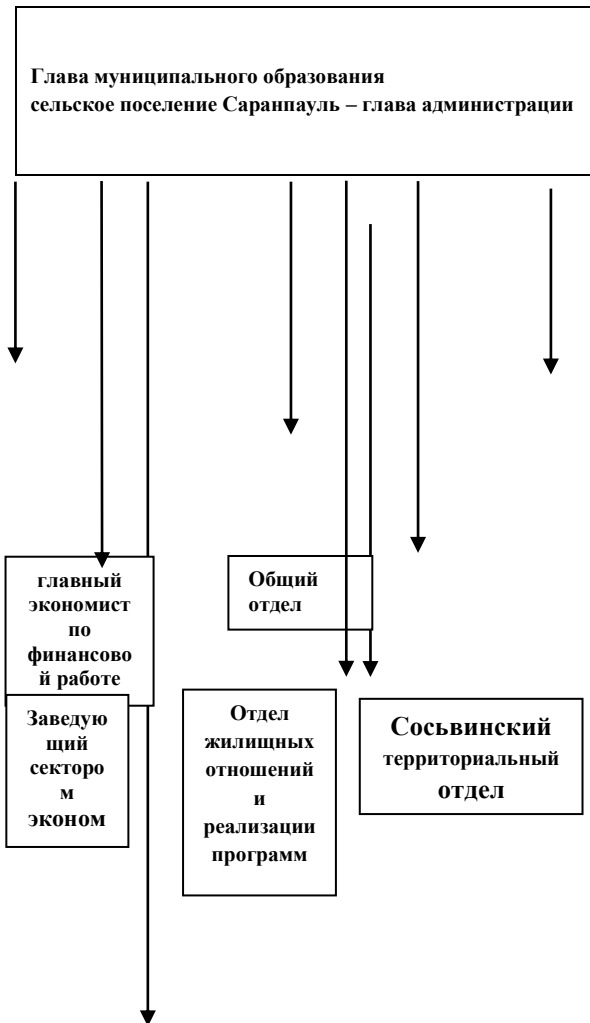 Глава муниципального образования
сельское поселение Саранпауль – глава администрации
главный
экономист
по
финансово
й работе
Общий
отдел
Заведую
щий
секторо
м
эконом
Отдел
жилищных
отношений
и
реализации
программ
Сосьвинский
территориальный
отдел